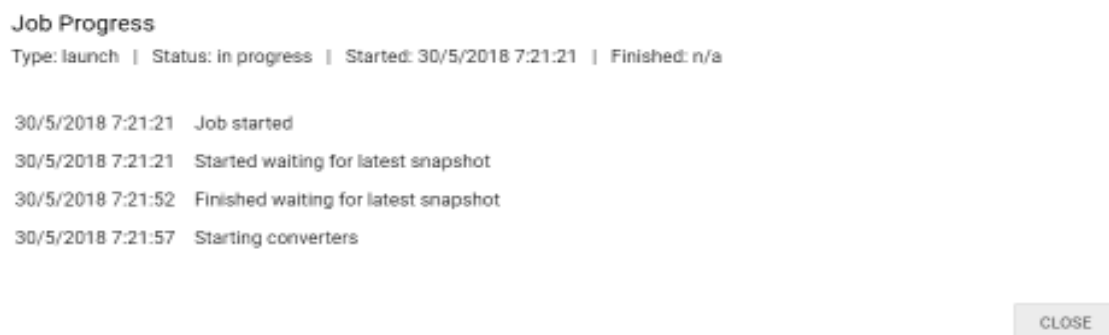 Job Progress
Type: launch | Status: in progress | Started: 30/5/2018 7:21:21 | Finished: n/a
30/5/2018 7:21:21 Job started
30/5/2018 7:21:21 Started waiting for latest snapshot
30/5/2018 7:21:52 Finished waiting for latest snapshot
30/5/2018 7:21:57 Starting converters
CLOSE